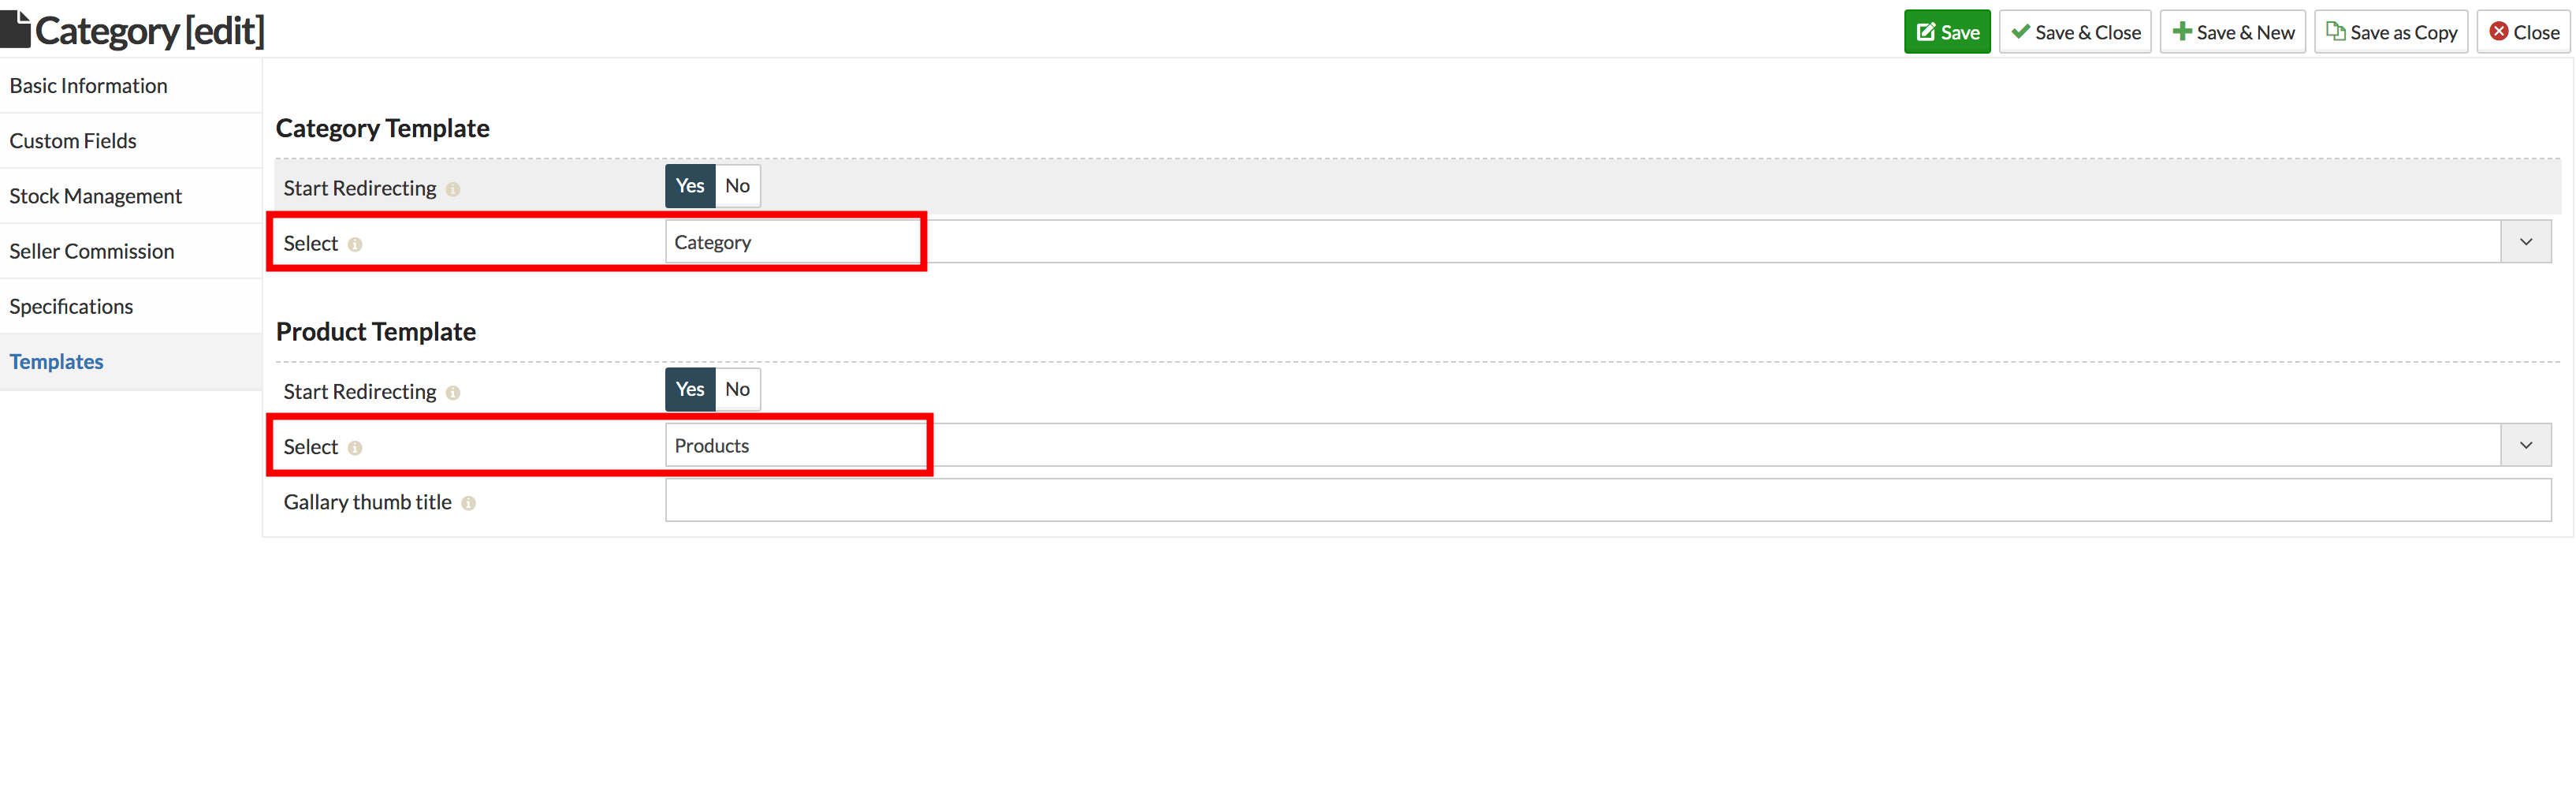 Category [edit]
Save
Save & Close
Save & New
Save as Copy
Close
Basic Information
Custom Fields
Stock Management
Seller Commission
Specifications
Templates
Category Template
Start Redirecting
Yes No
Select
Category
Product Template
Start Redirecting
Yes No
Select
Products
Gallary thumb title